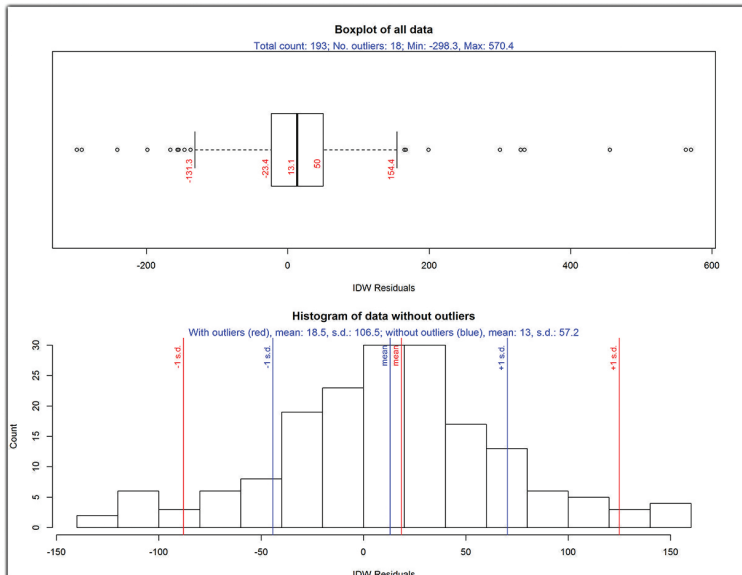 Boxplot of all data
Total count: 193; No. outliers: 18; Min: -298.3, Max: 570.4
-131.3
-23.4
13.1
50
154.4
-200 0 200 400 600
IDW Residuals
Histogram of data without outliers
With outliers (red), mean: 18.5, s.d.: 106.5; without outliers (blue), mean: 13, s.d.: 57.2
-1 s.d.
-1 s.d.
mean
mean
+1 s.d.
+1 s.d.
30
25
20
15
10
5
0
Count
-150 -100 -50 0 50 100 150
IDW Residuals